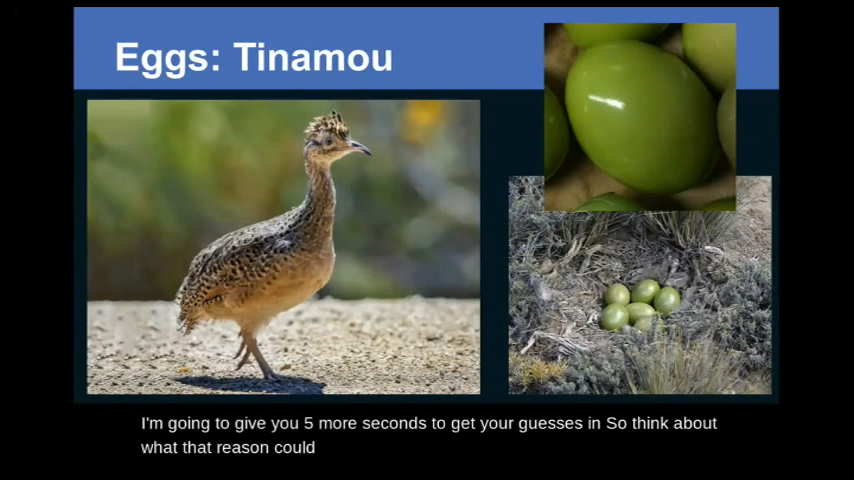 Eggs: Tinamou
I'm going to give you 5 more seconds to get your guesses in So think about
what that reason could